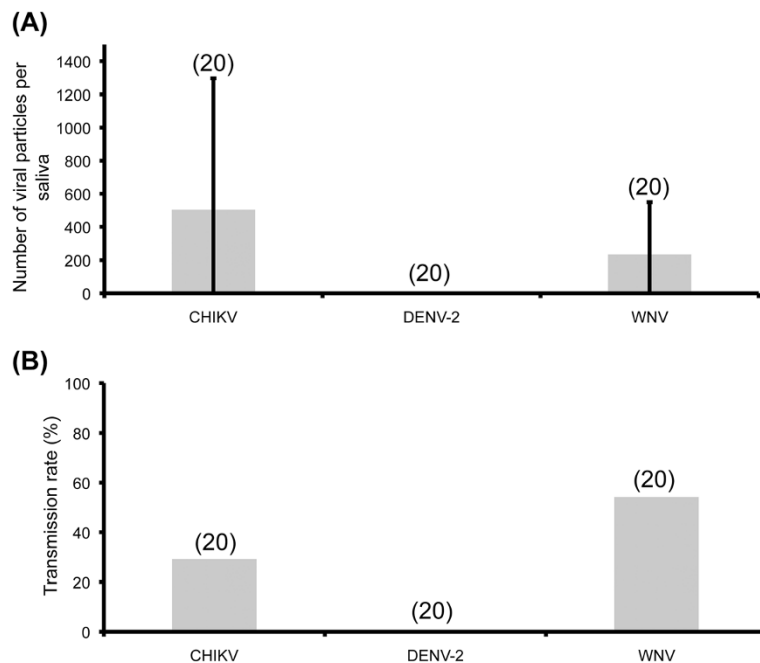 (A)
Number of viral particles per
saliva
1400
1200
1000
800
600
400
200
0
(20)
(20)
(20)
CHIKV
DENV-2
WNV
(B)
Transmission rate (%)
100
80
60
40
20
0
(20)
(20)
(20)
CHIKV
DENV-2
WNV